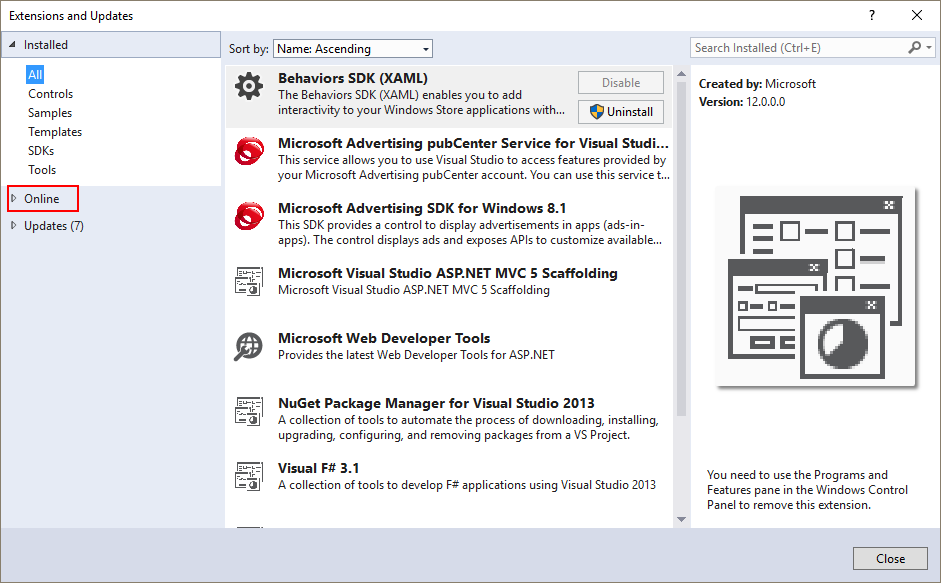 Extensions and Updates
?
Installed
All
Controls
Samples
Templates
SDKs
Tools
Online
Updates (7)
Sort by: Name: Ascending
Behaviors SDK (XAML)
The Behaviors SDK (XAML) enables you to add
interactivity to your Windows Store applications with...
Disable
Uninstall
Microsoft Advertising pubCenter Service for Visual Studi...
This service allows you to use Visual Studio to access features provided by
your Microsoft Advertising pubCenter account. You can use this service t...
Microsoft Advertising SDK for Windows 8.1
This SDK provides a control to display advertisements in apps (ads-in-
apps). The control displays ads and exposes APIs to customize available...
Microsoft Visual Studio ASP.NET MVC 5 Scaffolding
Microsoft Visual Studio ASP.NET MVC 5 Scaffolding
Microsoft Web Developer Tools
Provides the latest Web Developer Tools for ASP.NET
NuGet Package Manager for Visual Studio 2013
A collection of tools to automate the process of downloading, installing,
upgrading, configuring, and removing packages from a VS Project.
Visual F# 3.1
A collection of tools to develop F# applications using Visual Studio 2013
Search Installed (Ctrl+E)
Created by: Microsoft
Version: 12.0.0.0
You need to use the Programs and
Features pane in the Windows Control
Panel to remove this extension.
Close